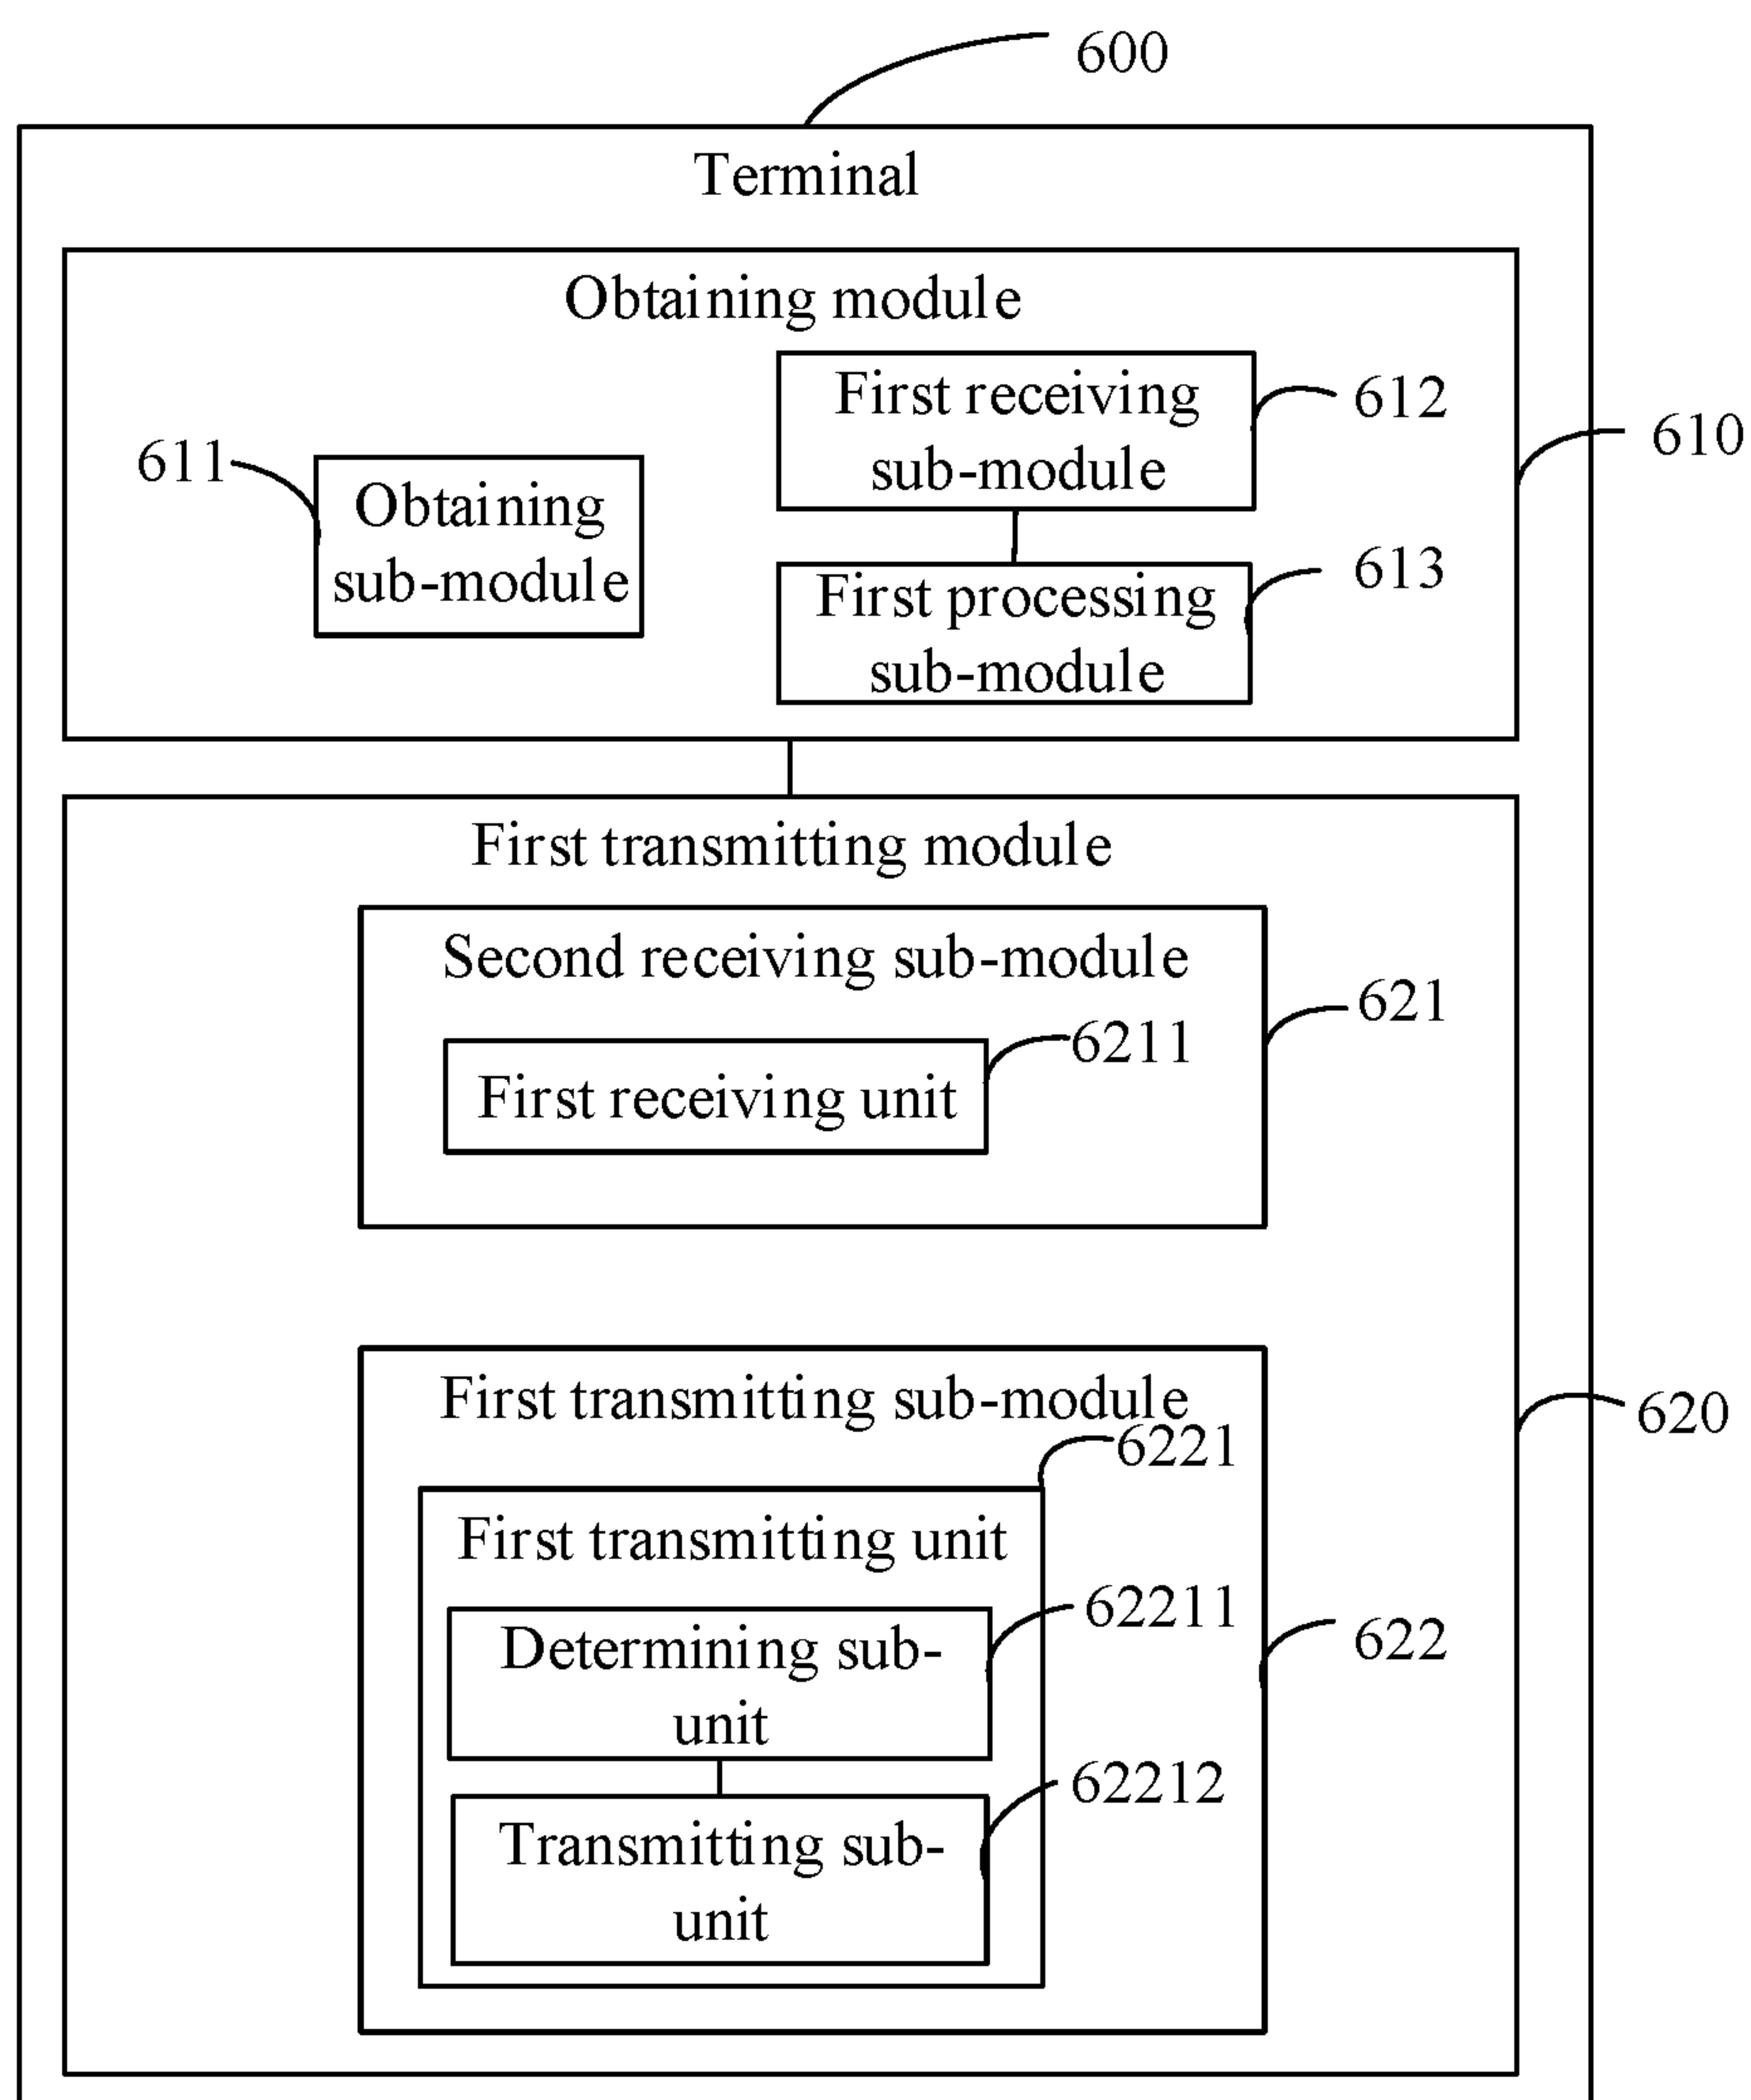 600
Terminal
Obtaining module
First receiving
sub-module
612
610
611
Obtaining
sub-module
613
First processing
sub-module
First transmitting module
Second receiving sub-module
621
6211
First receiving unit
First transmitting sub-module
620
6221
First transmitting unit
62211
Determining sub-
unit
622
62212
Transmitting sub-
unit